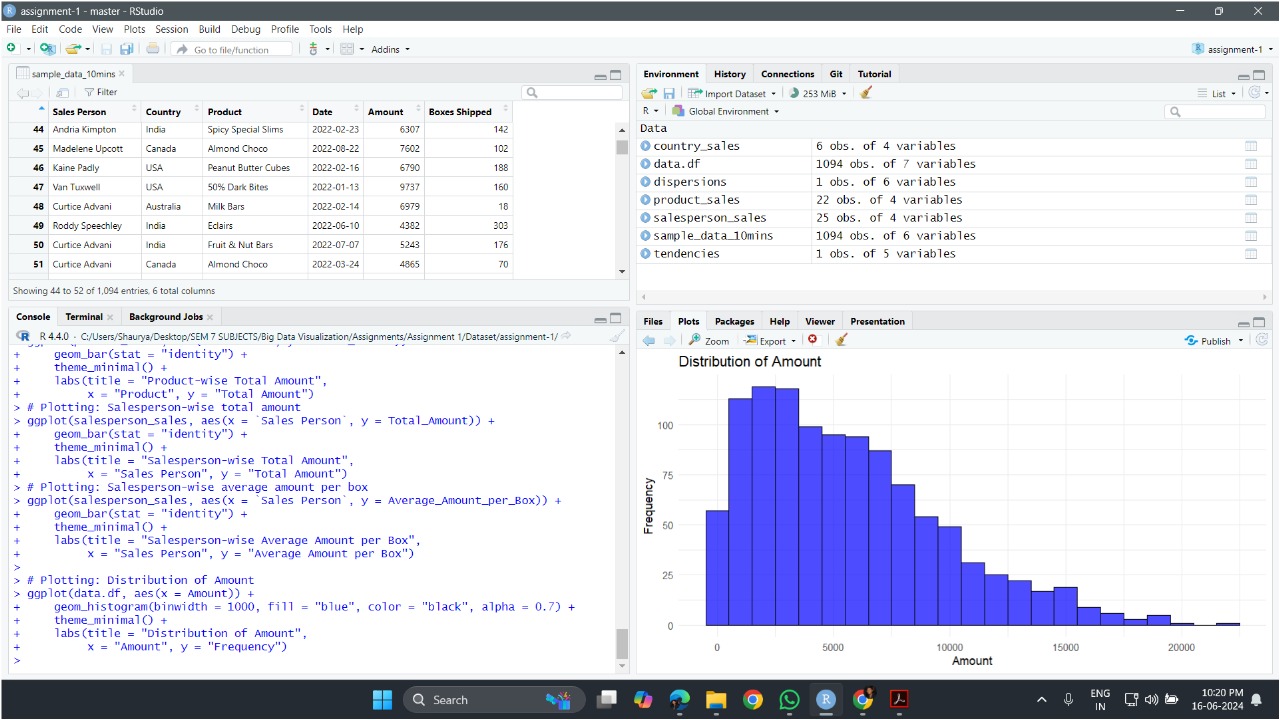 assignment-1 - master - RStudio
File Edit Code View Plots Session Build Debug Profile Tools Help
Go to file/function
Addins
assignment-1
sample_data_10mins
Filter
Sales Person Country Product Date Amount Boxes Shipped
44 Andria Kimpton India Spicy Special Slims 2022-02-23 6307 142
45 Madelene Upcott Canada Almond Choco 2022-08-22 7602 102
46 Kaine Padly USA Peanut Butter Cubes 2022-02-16 6790 188
47 Van Tuxwell USA 50% Dark Bites 2022-01-13 9737 160
48 Curtice Advani Australia Milk Bars 2022-02-14 6979 18
49 Roddy Speechley India Eclairs 2022-06-10 4382 303
50 Curtice Advani India Fruit & Nut Bars 2022-07-07 5243 176
51 Curtice Advani Canada Almond Choco 2022-03-24 4865 70
Showing 44 to 52 of 1,094 entries, 6 total columns
Console Terminal Background Jobs
R 4.4.0 · C:/Users/Shaurya/Desktop/SEM 7 SUBJECTS/Big Data Visualization/Assignments/Assignment 1/Dataset/assignment-1/
+ geom_bar(stat = "identity") +
+ theme_minimal() +
+ labs(title = "Product-wise Total Amount",
+ x = "Product", y = "Total Amount")
> # Plotting: Salesperson-wise total amount
> ggplot(salesperson_sales, aes(x = `Sales Person`, y = Total_Amount)) +
+ geom_bar(stat = "identity") +
+ theme_minimal() +
+ labs(title = "Salesperson-wise Total Amount",
+ x = "Sales Person", y = "Total Amount")
> # Plotting: Salesperson-wise average amount per box
> ggplot(salesperson_sales, aes(x = `Sales Person`, y = Average_Amount_per_Box)) +
+ geom_bar(stat = "identity") +
+ theme_minimal() +
+ labs(title = "Salesperson-wise Average Amount per Box",
+ x = "Sales Person", y = "Average Amount per Box")
>
> # Plotting: Distribution of Amount
> ggplot(data.df, aes(x = Amount)) +
+ geom_histogram(binwidth = 1000, fill = "blue", color = "black", alpha = 0.7) +
+ theme_minimal() +
+ labs(title = "Distribution of Amount",
+ x = "Amount", y = "Frequency")
>
Environment History Connections Git Tutorial
Import Dataset 253 MiB List
R Global Environment
Data
country_sales 6 obs. of 4 variables
data.df 1094 obs. of 7 variables
dispersions 1 obs. of 6 variables
product_sales 22 obs. of 4 variables
salesperson_sales 25 obs. of 4 variables
sample_data_10mins 1094 obs. of 6 variables
tendencies 1 obs. of 5 variables
Files Plots Packages Help Viewer Presentation
Zoom Export Publish
Distribution of Amount
Frequency
100
75
50
25
0
0 5000 10000 15000 20000
Amount
Search
ENG
IN
10:20 PM
16-06-2024